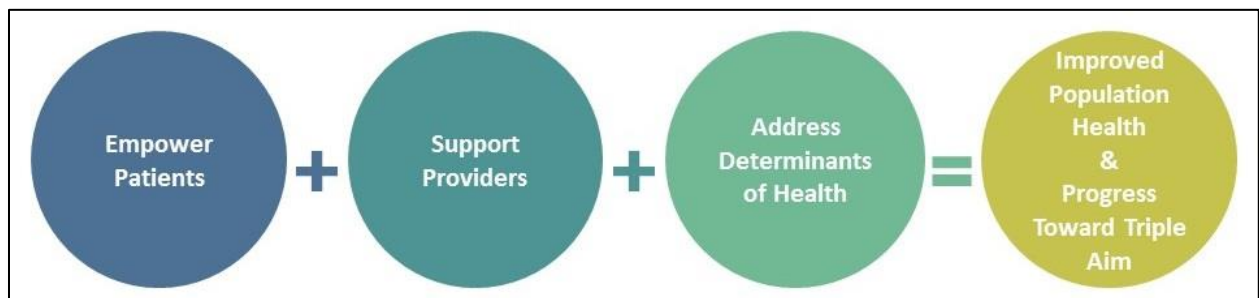 Empower
Patients
+
Support
Providers
+
Address
Determinants
of Health
=
Improved
Population
Health
&
Progress
Toward Triple
Aim